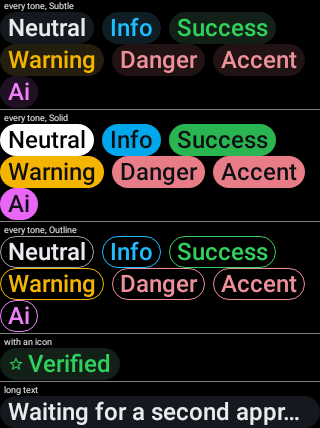 every tone, Subtle
Neutral Info Success
Warning Danger Accent
Ai
every tone, Solid
Neutral Info Success
Warning Danger Accent
Ai
every tone, Outline
Neutral Info Success
Warning Danger Accent
Ai
with an icon
Verified
long text
Waiting for a second appr…